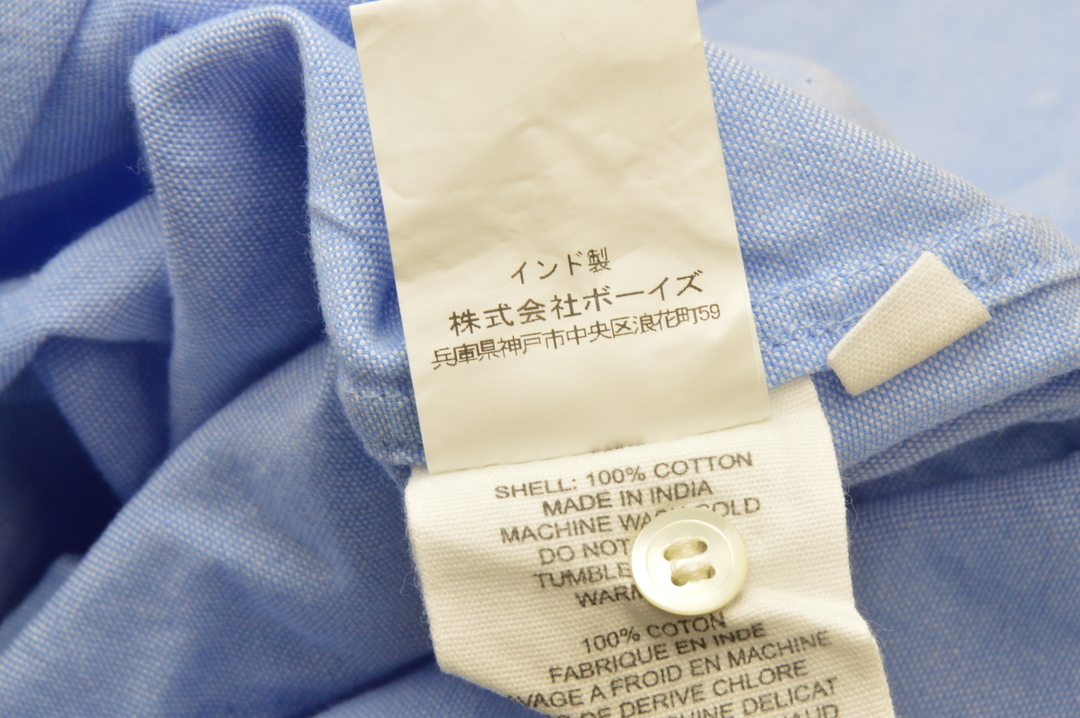 インド製
株式会社ボーイズ
兵庫県神戸市中央区浪花町59
SHELL: 100% COTTON
MADE IN INDIA
MACHINE WASH COLD
DO NOT
TUMBLE
WARM
100% COTON
FABRIQUE EN INDE
AVAGE A FROID EN MACHINE
DE DERIVE CHLORE
DELICAT